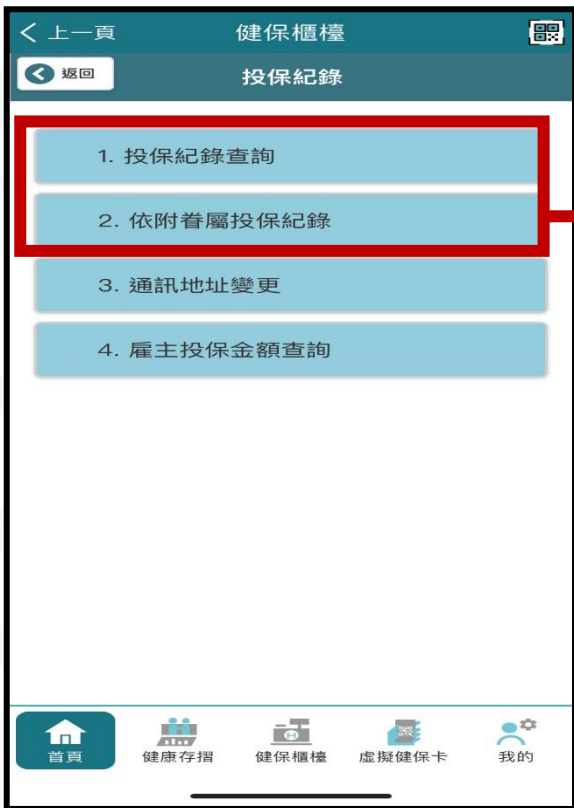 上一頁 健保櫃檯
返回 投保紀錄
1. 投保紀錄查詢
2. 依附眷屬投保紀錄
3. 通訊地址變更
4. 雇主投保金額查詢
首頁 健康存摺 健保櫃檯 虛擬健保卡 我的